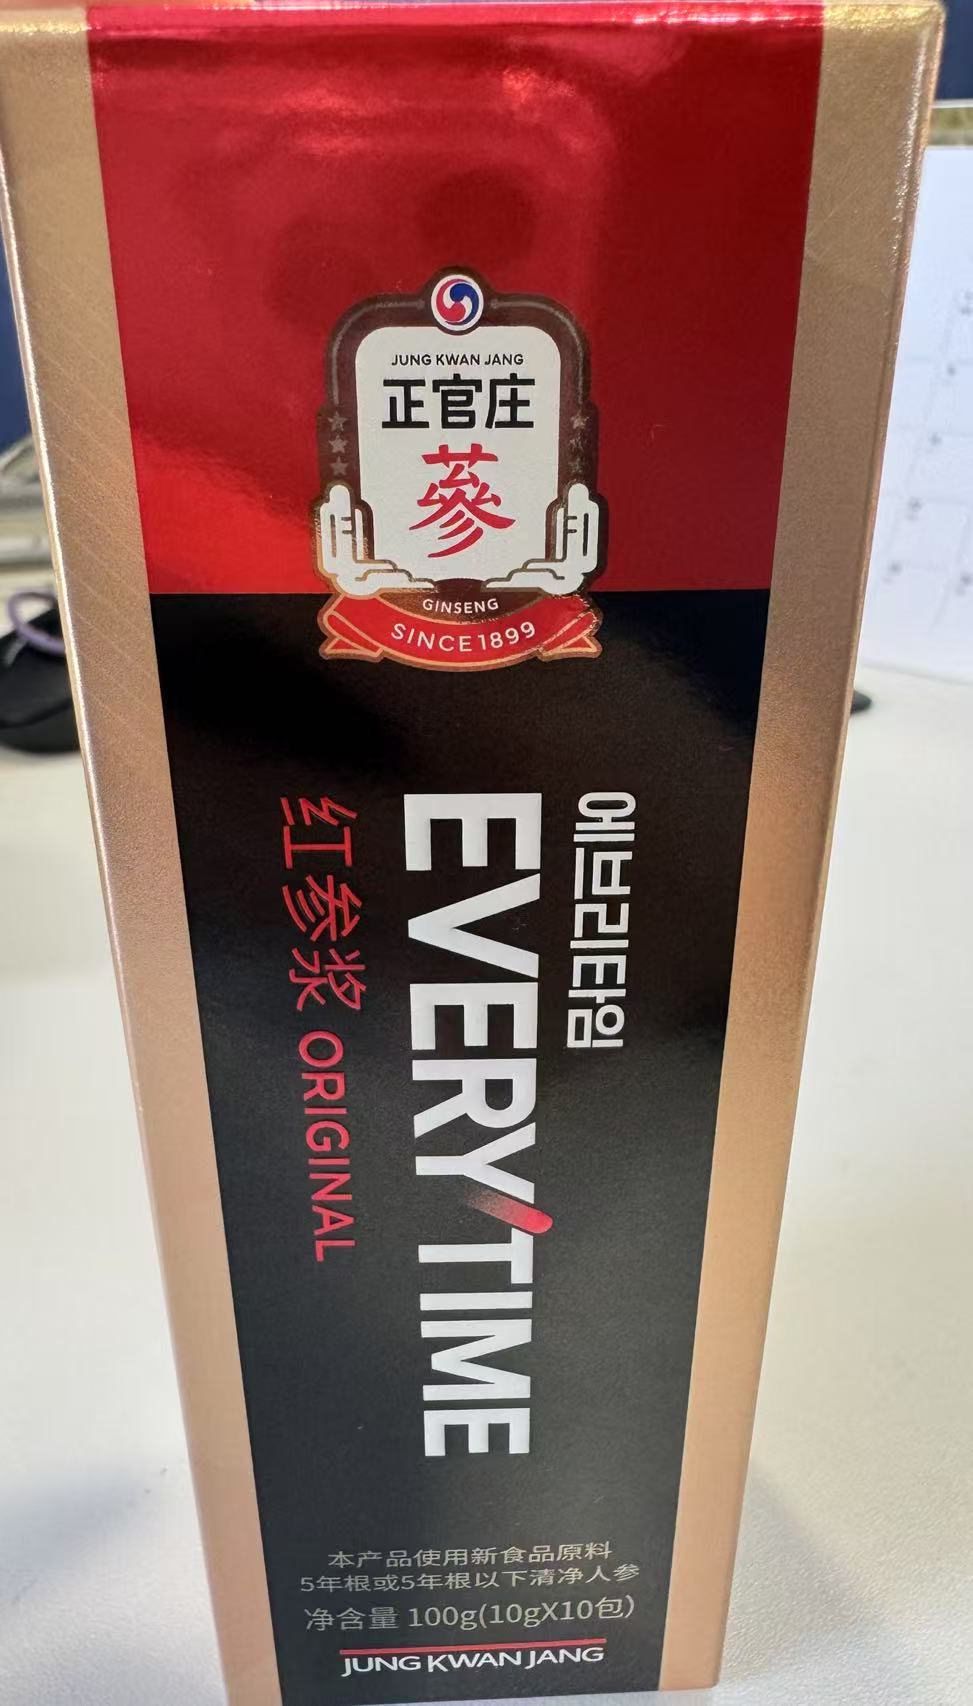 JUNG KWAN JANG
正官庄
蔘
GINSENG
SINCE 1899
에브리타임
EVERYTIME
红参浆 ORIGINAL
本产品使用新食品原料
5年根或5年根以下清净人参
净含量 100g(10gX10包)
JUNG KWAN JANG